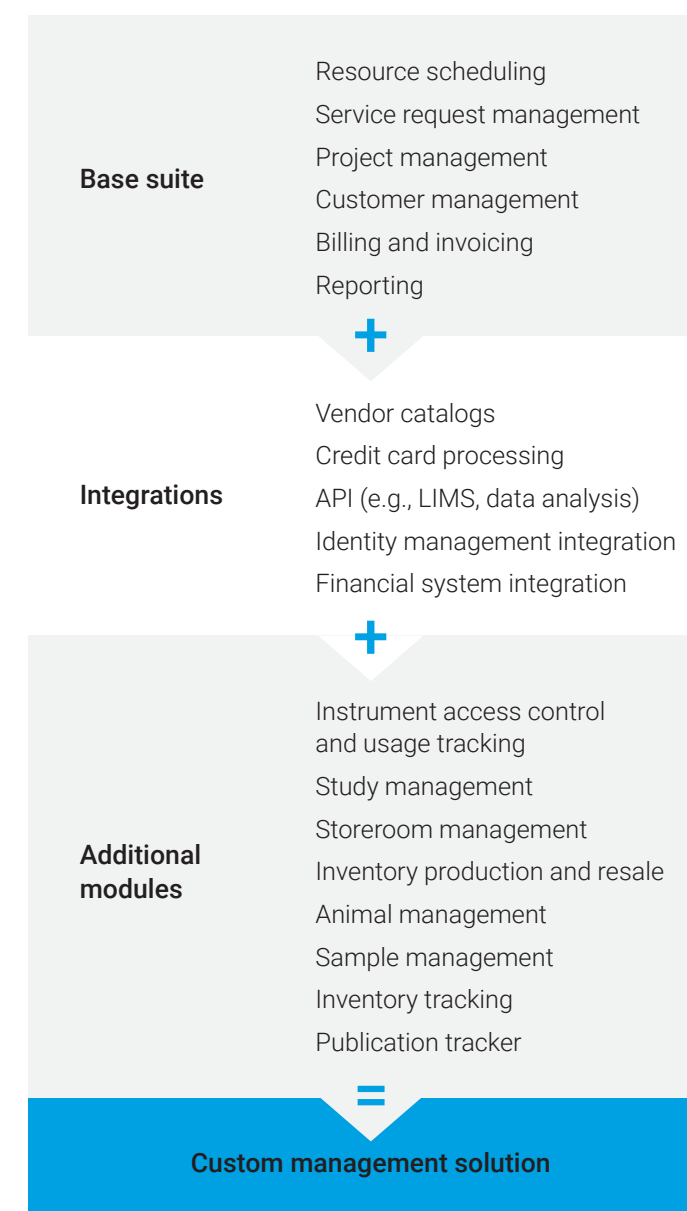 Base suite
Resource scheduling
Service request management
Project management
Customer management
Billing and invoicing
Reporting
+
Integrations
Vendor catalogs
Credit card processing
API (e.g., LIMS, data analysis)
Identity management integration
Financial system integration
+
Additional
modules
Instrument access control
and usage tracking
Study management
Storeroom management
Inventory production and resale
Animal management
Sample management
Inventory tracking
Publication tracker
=
Custom management solution